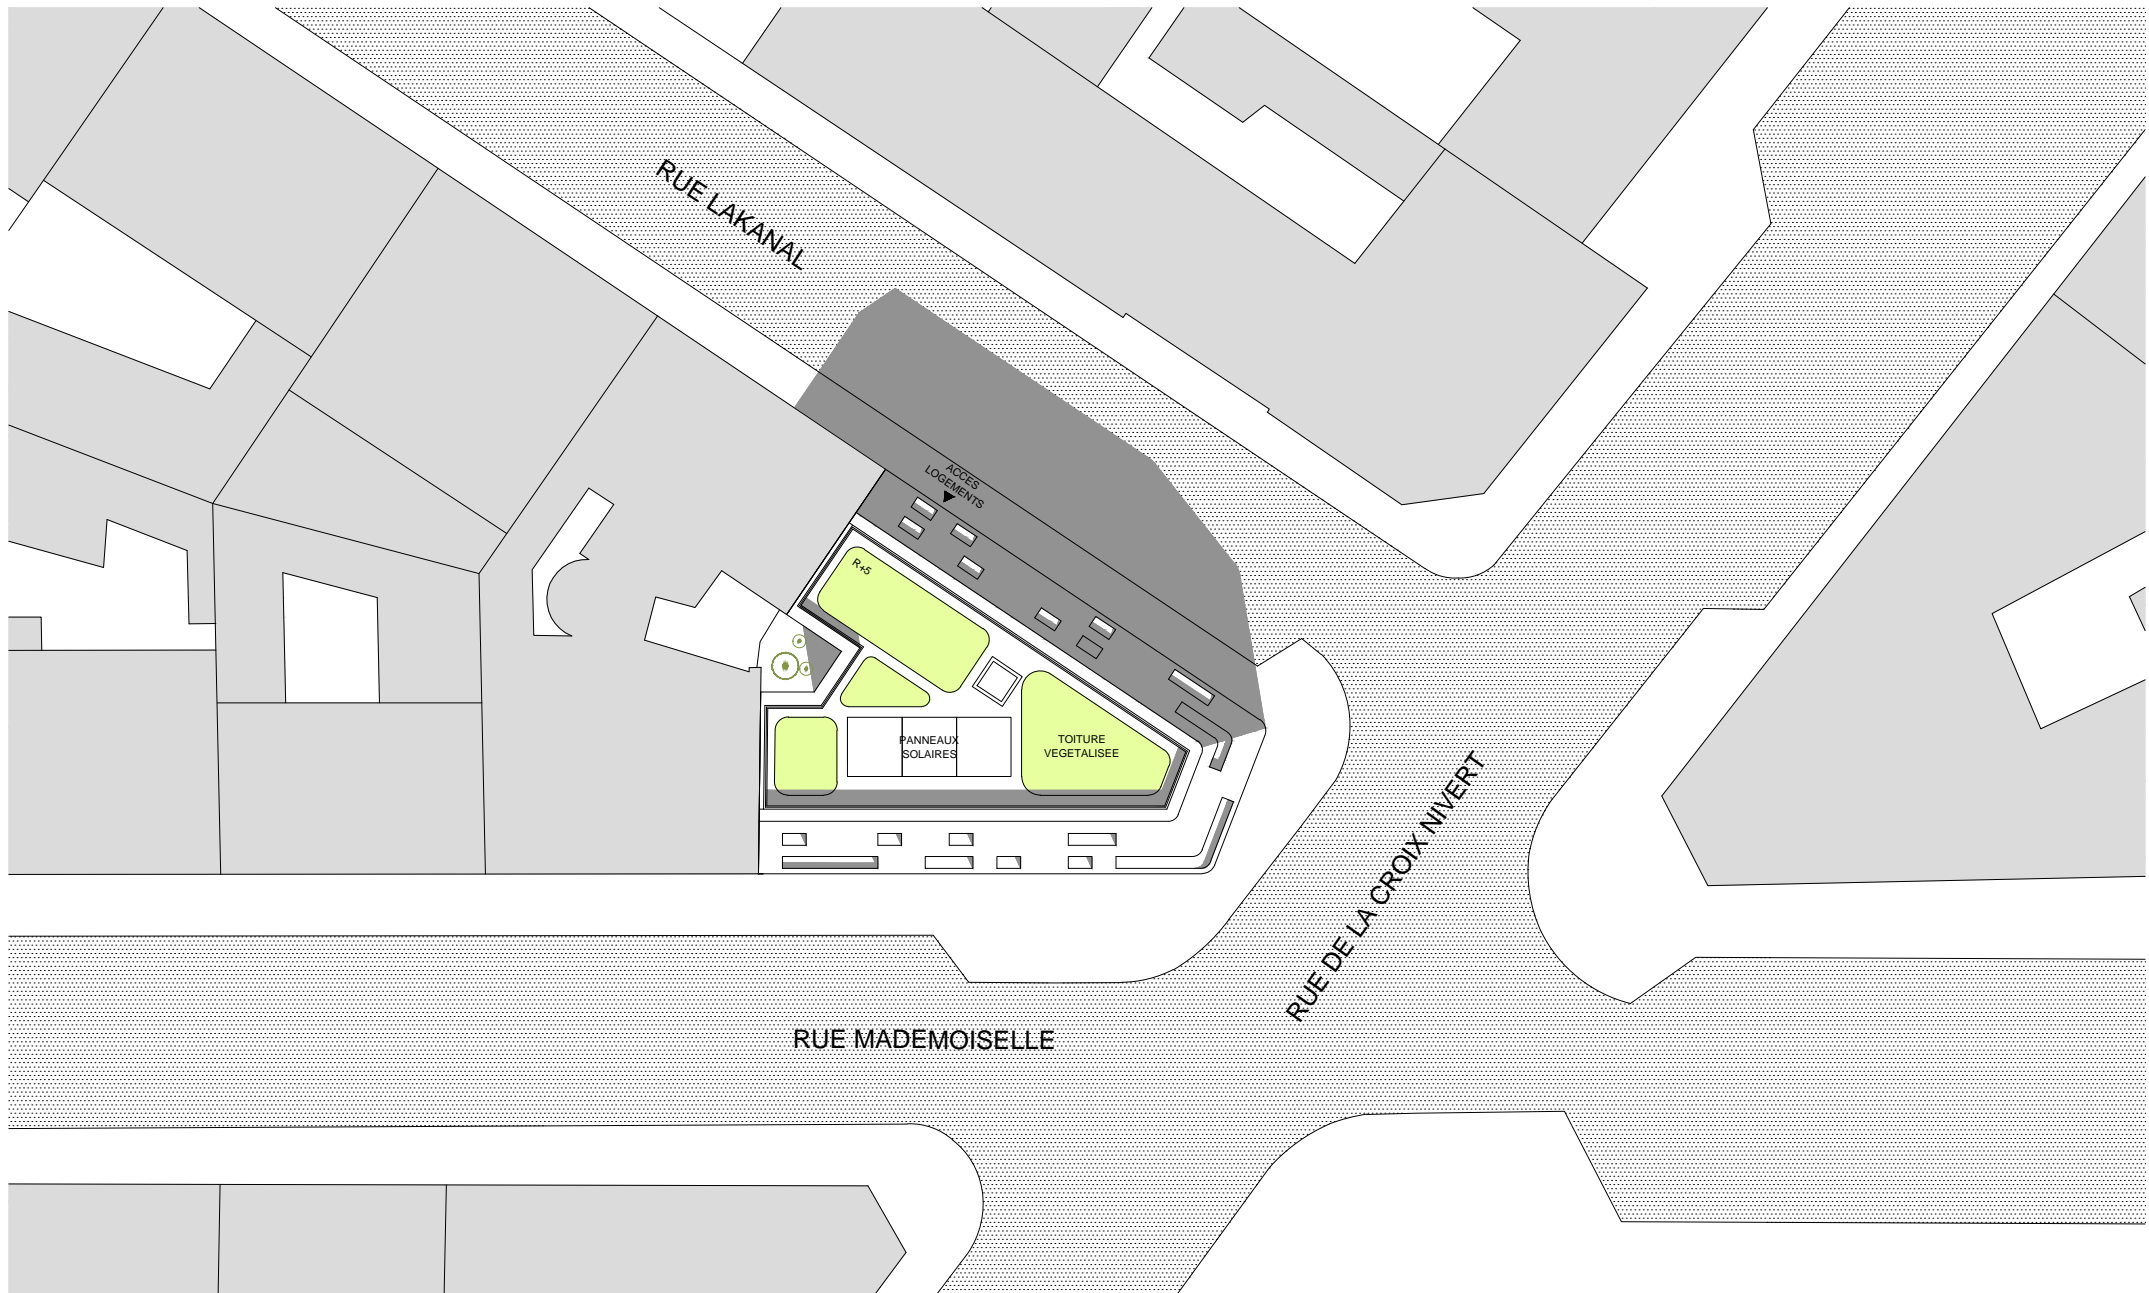 RUE LAKANAL
ACCES
LOGEMENTS
R+5
PANNEAUX
SOLAIRES
TOITURE
VEGETALISEE
RUE DE LA CROIX NIVERT
RUE MADEMOISELLE